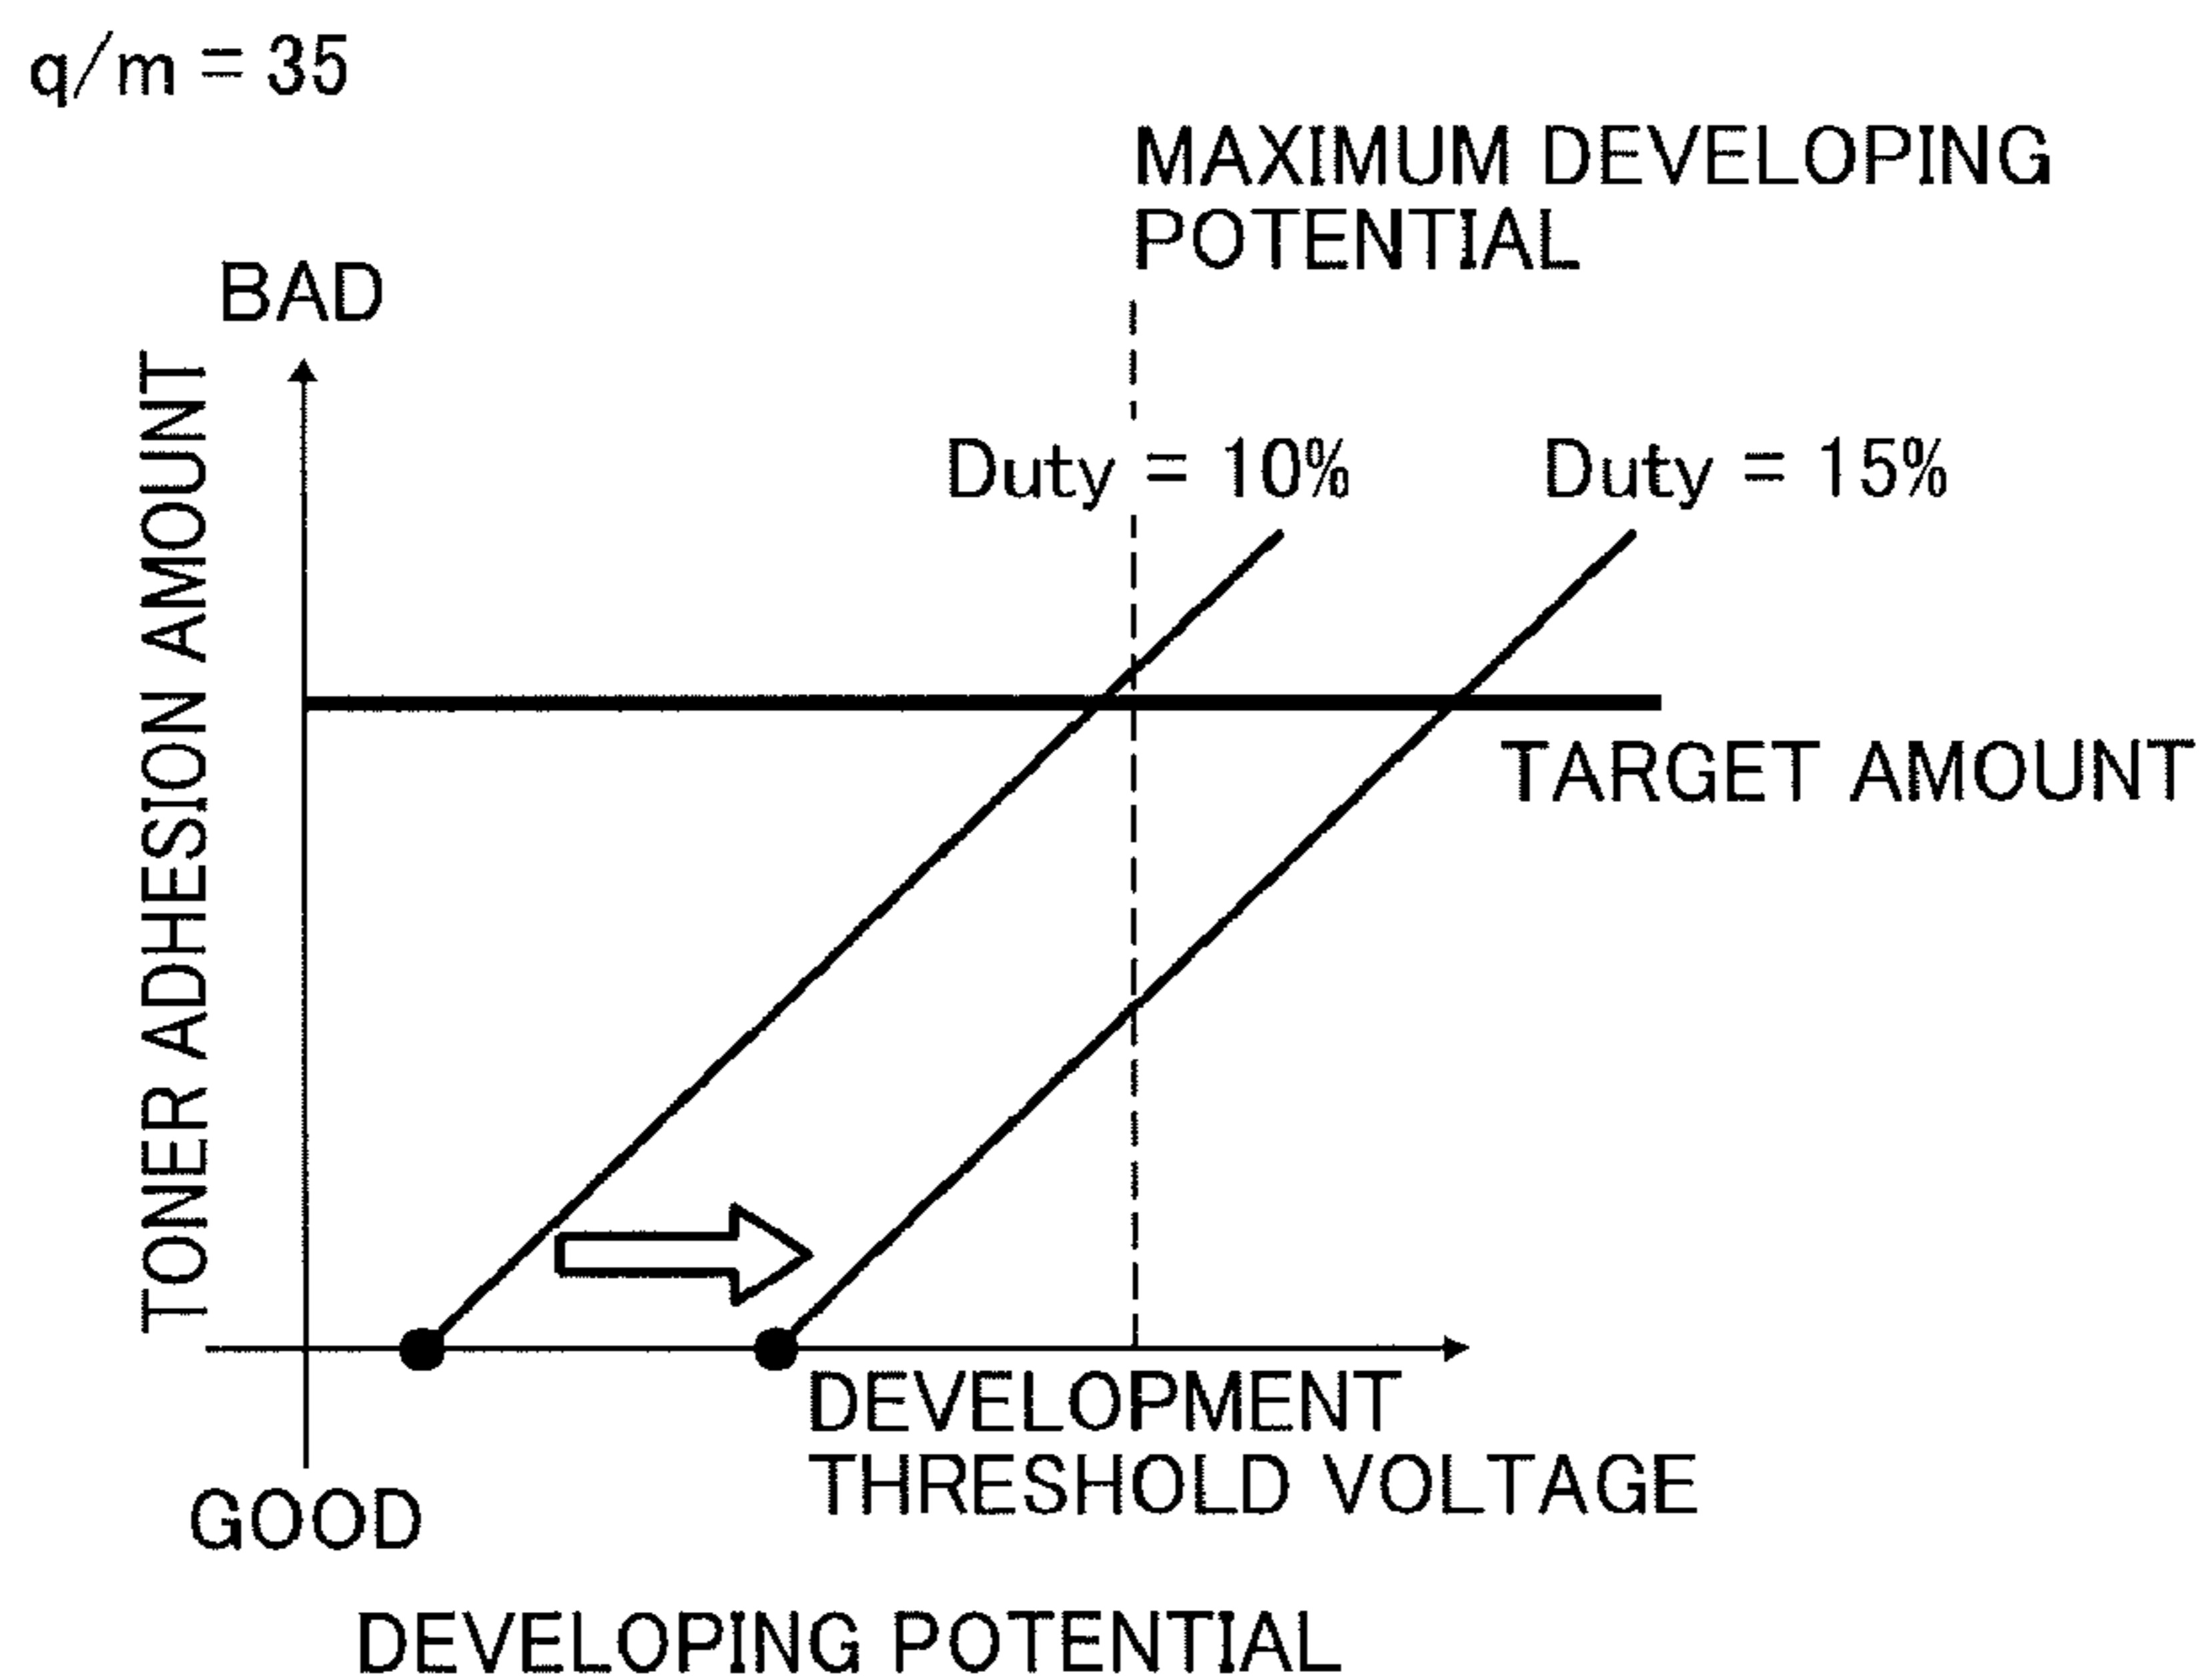 q/m = 35
MAXIMUM DEVELOPING
POTENTIAL
BAD
Duty = 10%
Duty = 15%
TONER ADHESION AMOUNT
TARGET AMOUNT
DEVELOPMENT
THRESHOLD VOLTAGE
GOOD
DEVELOPING POTENTIAL